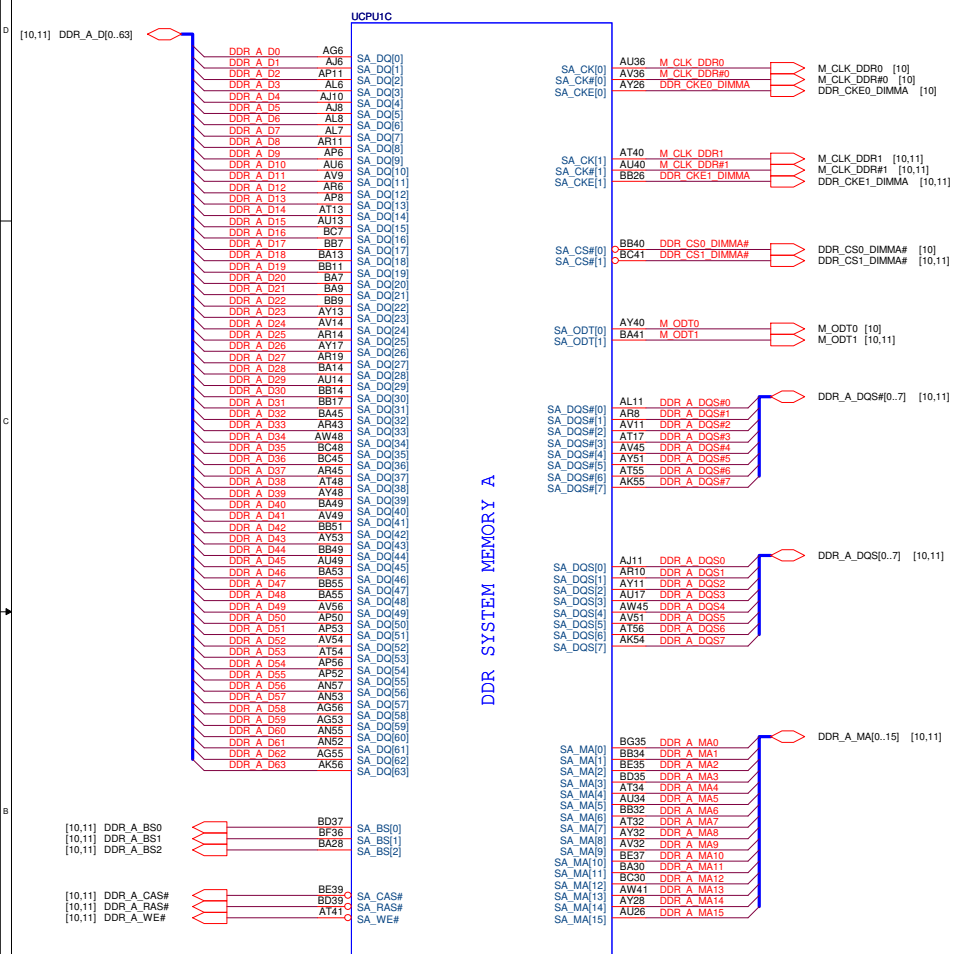 UCPU1C
D
[10,11] DDR_A_D[0..63]
DDR_A_D0 AG6 SA_DQ[0]
DDR_A_D1 AJ6 SA_DQ[1]
DDR_A_D2 AP11 SA_DQ[2]
DDR_A_D3 AL6 SA_DQ[3]
DDR_A_D4 AJ10 SA_DQ[4]
DDR_A_D5 AJ8 SA_DQ[5]
DDR_A_D6 AL8 SA_DQ[6]
DDR_A_D7 AL7 SA_DQ[7]
DDR_A_D8 AR11 SA_DQ[8]
DDR_A_D9 AP6 SA_DQ[9]
DDR_A_D10 AU6 SA_DQ[10]
DDR_A_D11 AV9 SA_DQ[11]
DDR_A_D12 AR6 SA_DQ[12]
DDR_A_D13 AP8 SA_DQ[13]
DDR_A_D14 AT13 SA_DQ[14]
DDR_A_D15 AU13 SA_DQ[15]
DDR_A_D16 BC7 SA_DQ[16]
DDR_A_D17 BB7 SA_DQ[17]
DDR_A_D18 BA13 SA_DQ[18]
DDR_A_D19 BB11 SA_DQ[19]
DDR_A_D20 BA7 SA_DQ[20]
DDR_A_D21 BA9 SA_DQ[21]
DDR_A_D22 BB9 SA_DQ[22]
DDR_A_D23 AY13 SA_DQ[23]
DDR_A_D24 AV14 SA_DQ[24]
DDR_A_D25 AR14 SA_DQ[25]
DDR_A_D26 AY17 SA_DQ[26]
DDR_A_D27 AR19 SA_DQ[27]
DDR_A_D28 BA14 SA_DQ[28]
DDR_A_D29 AU14 SA_DQ[29]
DDR_A_D30 BB14 SA_DQ[30]
DDR_A_D31 BB17 SA_DQ[31]
DDR_A_D32 BA45 SA_DQ[32]
DDR_A_D33 AR43 SA_DQ[33]
DDR_A_D34 AW48 SA_DQ[34]
DDR_A_D35 BC48 SA_DQ[35]
DDR_A_D36 BC45 SA_DQ[36]
DDR_A_D37 AR45 SA_DQ[37]
DDR_A_D38 AT48 SA_DQ[38]
DDR_A_D39 AY48 SA_DQ[39]
DDR_A_D40 BA49 SA_DQ[40]
DDR_A_D41 AV49 SA_DQ[41]
DDR_A_D42 BB51 SA_DQ[42]
DDR_A_D43 AY53 SA_DQ[43]
DDR_A_D44 BB49 SA_DQ[44]
DDR_A_D45 AU49 SA_DQ[45]
DDR_A_D46 BA53 SA_DQ[46]
DDR_A_D47 BB55 SA_DQ[47]
DDR_A_D48 BA55 SA_DQ[48]
DDR_A_D49 AV56 SA_DQ[49]
DDR_A_D50 AP50 SA_DQ[50]
DDR_A_D51 AP53 SA_DQ[51]
DDR_A_D52 AV54 SA_DQ[52]
DDR_A_D53 AT54 SA_DQ[53]
DDR_A_D54 AP56 SA_DQ[54]
DDR_A_D55 AP52 SA_DQ[55]
DDR_A_D56 AN57 SA_DQ[56]
DDR_A_D57 AN53 SA_DQ[57]
DDR_A_D58 AG56 SA_DQ[58]
DDR_A_D59 AG53 SA_DQ[59]
DDR_A_D60 AN55 SA_DQ[60]
DDR_A_D61 AN52 SA_DQ[61]
DDR_A_D62 AG55 SA_DQ[62]
DDR_A_D63 AK56 SA_DQ[63]
C
B
[10,11] DDR_A_BS0 BD37 SA_BS[0]
[10,11] DDR_A_BS1 BF36 SA_BS[1]
[10,11] DDR_A_BS2 BA28 SA_BS[2]
[10,11] DDR_A_CAS# BE39 SA_CAS#
[10,11] DDR_A_RAS# BD39 SA_RAS#
[10,11] DDR_A_WE# AT41 SA_WE#
DDR SYSTEM MEMORY A
SA_CK[0] AU36 M_CLK_DDR0 M_CLK_DDR0 [10]
SA_CK#[0] AV36 M_CLK_DDR#0 M_CLK_DDR#0 [10]
SA_CKE[0] AY26 DDR_CKE0_DIMMA DDR_CKE0_DIMMA [10]
SA_CK[1] AT40 M_CLK_DDR1 M_CLK_DDR1 [10,11]
SA_CK#[1] AU40 M_CLK_DDR#1 M_CLK_DDR#1 [10,11]
SA_CKE[1] BB26 DDR_CKE1_DIMMA DDR_CKE1_DIMMA [10,11]
SA_CS#[0] BB40 DDR_CS0_DIMMA# DDR_CS0_DIMMA# [10]
SA_CS#[1] BC41 DDR_CS1_DIMMA# DDR_CS1_DIMMA# [10,11]
SA_ODT[0] AY40 M_ODT0 M_ODT0 [10]
SA_ODT[1] BA41 M_ODT1 M_ODT1 [10,11]
DDR_A_DQS#[0..7] [10,11]
SA_DQS#[0] AL11 DDR_A_DQS#0
SA_DQS#[1] AR8 DDR_A_DQS#1
SA_DQS#[2] AV11 DDR_A_DQS#2
SA_DQS#[3] AT17 DDR_A_DQS#3
SA_DQS#[4] AV45 DDR_A_DQS#4
SA_DQS#[5] AY51 DDR_A_DQS#5
SA_DQS#[6] AT55 DDR_A_DQS#6
SA_DQS#[7] AK55 DDR_A_DQS#7
DDR_A_DQS[0..7] [10,11]
SA_DQS[0] AJ11 DDR_A_DQS0
SA_DQS[1] AR10 DDR_A_DQS1
SA_DQS[2] AY11 DDR_A_DQS2
SA_DQS[3] AU17 DDR_A_DQS3
SA_DQS[4] AW45 DDR_A_DQS4
SA_DQS[5] AV51 DDR_A_DQS5
SA_DQS[6] AT56 DDR_A_DQS6
SA_DQS[7] AK54 DDR_A_DQS7
DDR_A_MA[0..15] [10,11]
SA_MA[0] BG35 DDR_A_MA0
SA_MA[1] BB34 DDR_A_MA1
SA_MA[2] BE35 DDR_A_MA2
SA_MA[3] BD35 DDR_A_MA3
SA_MA[4] AT34 DDR_A_MA4
SA_MA[5] AU34 DDR_A_MA5
SA_MA[6] BB32 DDR_A_MA6
SA_MA[7] AT32 DDR_A_MA7
SA_MA[8] AY32 DDR_A_MA8
SA_MA[9] AV32 DDR_A_MA9
SA_MA[10] BE37 DDR_A_MA10
SA_MA[11] BA30 DDR_A_MA11
SA_MA[12] BC30 DDR_A_MA12
SA_MA[13] AW41 DDR_A_MA13
SA_MA[14] AY28 DDR_A_MA14
SA_MA[15] AU26 DDR_A_MA15